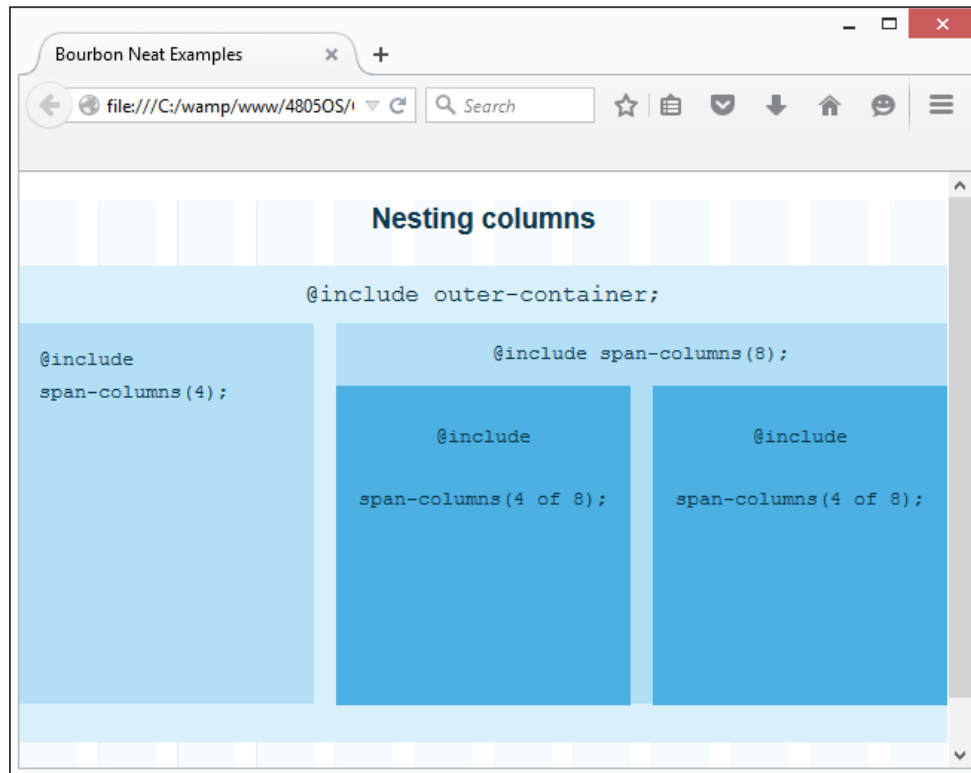 Bourbon Neat Examples
file:///C:/wamp/www/4805OS/
Search
Nesting columns
@include outer-container;
@include
span-columns(4);
@include span-columns(8);
@include
span-columns(4 of 8);
@include
span-columns(4 of 8);